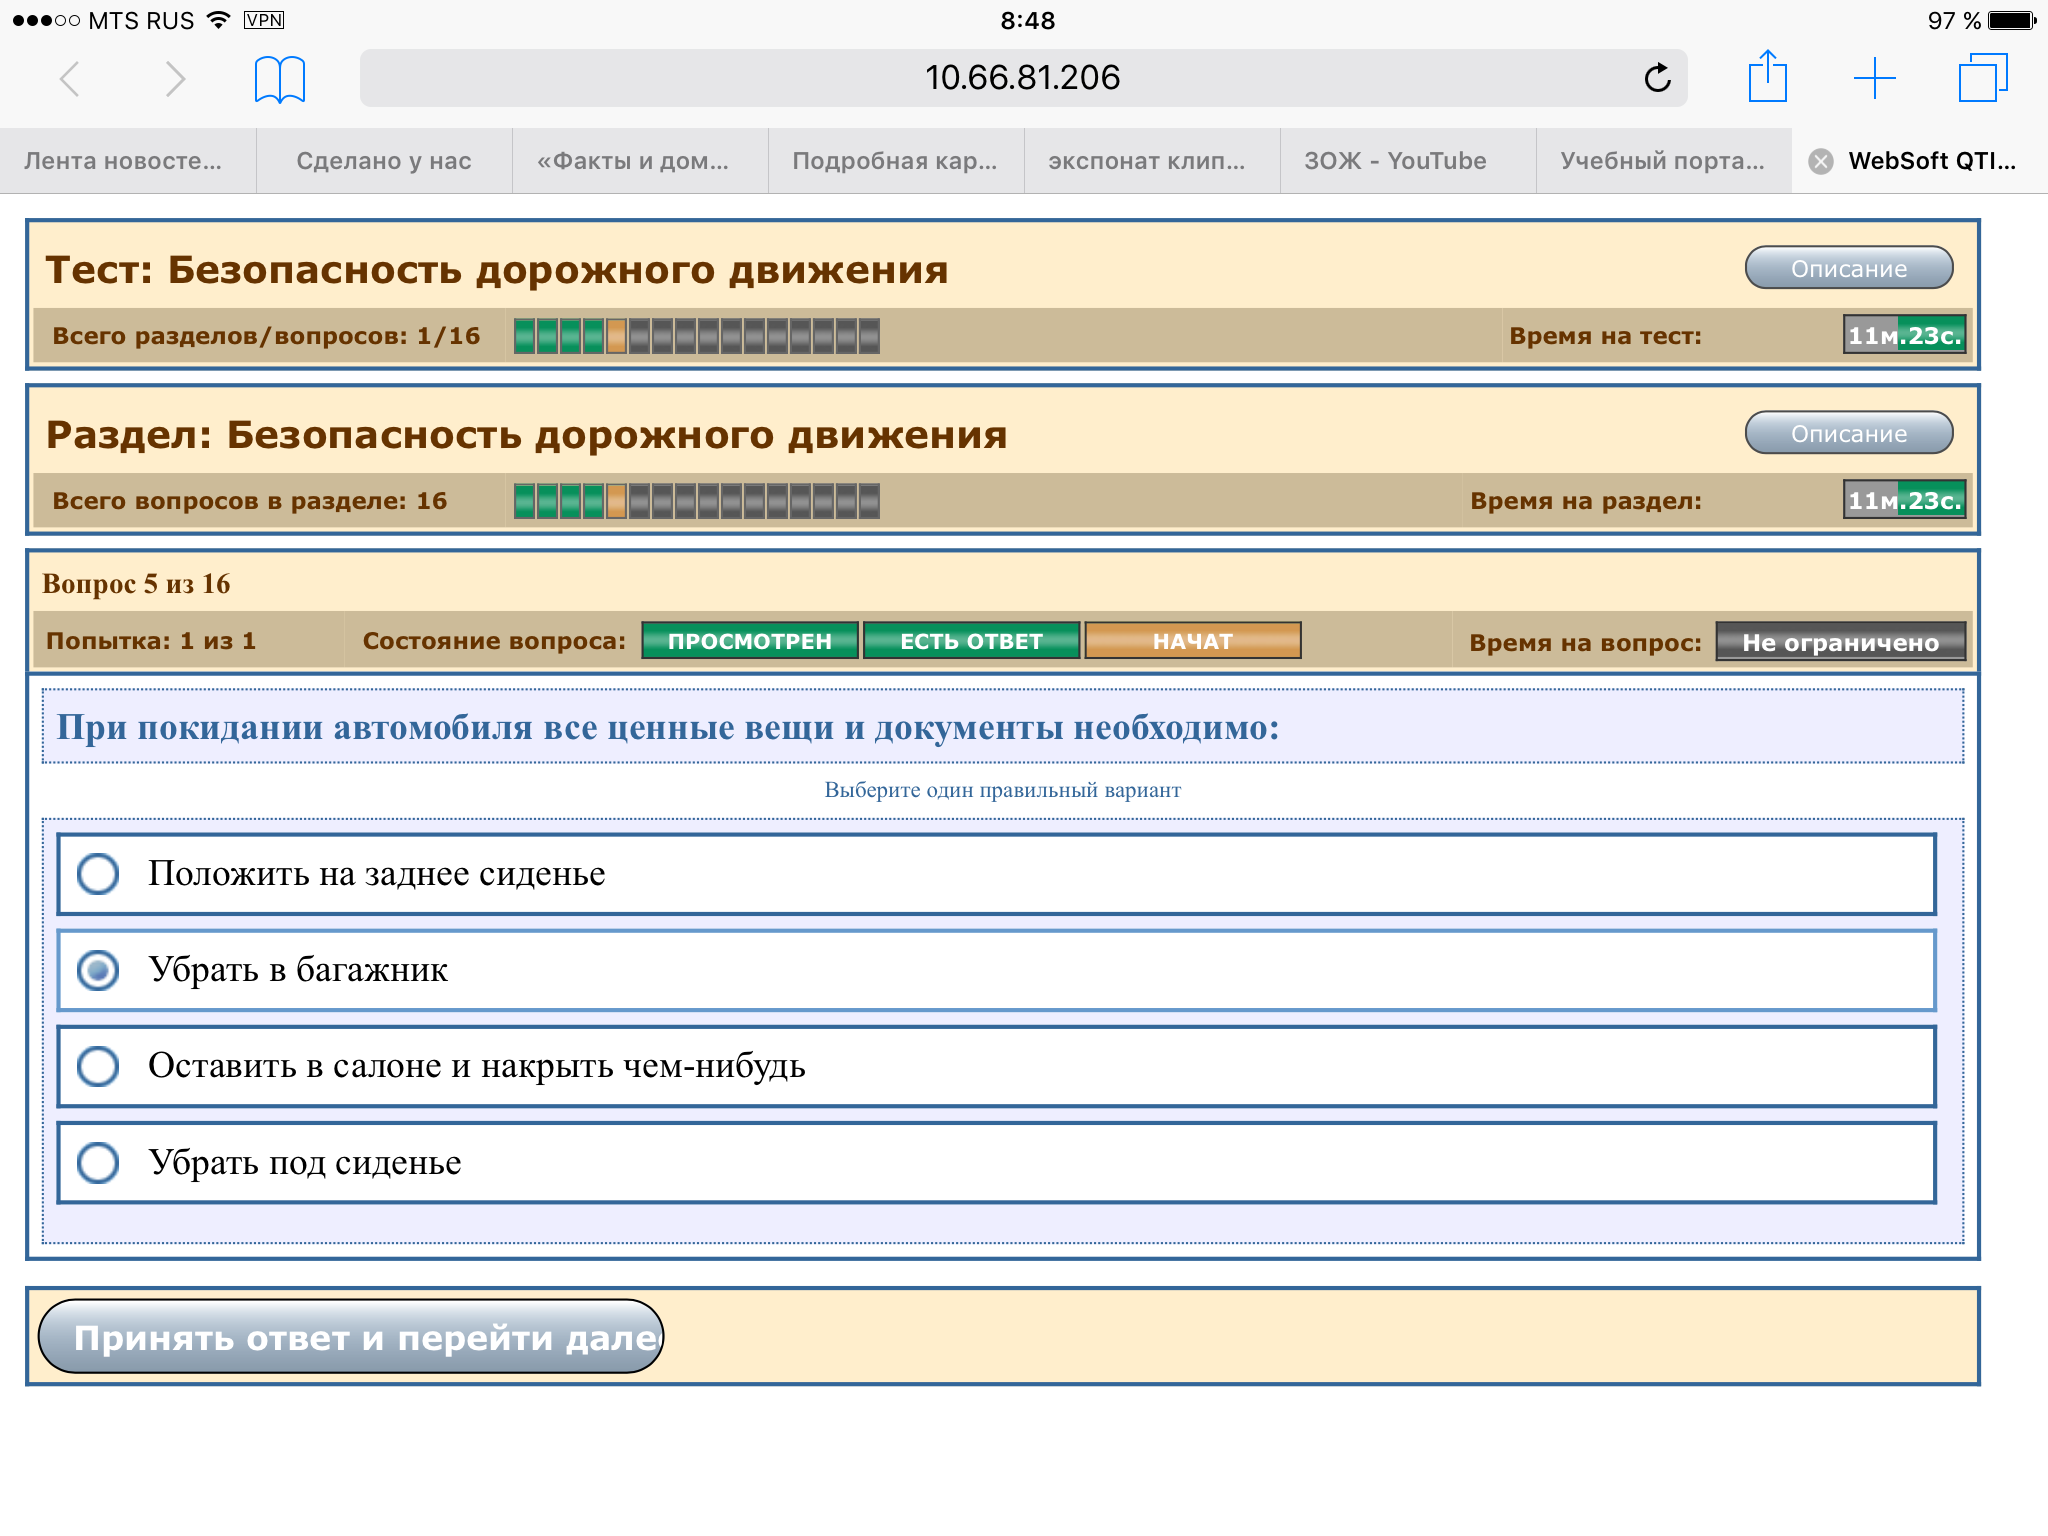 MTS RUS VPN 8:48 97 %
10.66.81.206
Лента новосте... Сделано у нас «Факты и дом... Подробная кар... экспонат клип... ЗОЖ - YouTube Учебный порта... WebSoft QTI...
Тест: Безопасность дорожного движения Описание
Всего разделов/вопросов: 1/16 Время на тест: 11м.23с.
Раздел: Безопасность дорожного движения Описание
Всего вопросов в разделе: 16 Время на раздел: 11м.23с.
Вопрос 5 из 16
Попытка: 1 из 1 Состояние вопроса: ПРОСМОТРЕН ЕСТЬ ОТВЕТ НАЧАТ Время на вопрос: Не ограничено
При покидании автомобиля все ценные вещи и документы необходимо:
Выберите один правильный вариант
Положить на заднее сиденье
Убрать в багажник
Оставить в салоне и накрыть чем-нибудь
Убрать под сиденье
Принять ответ и перейти дале